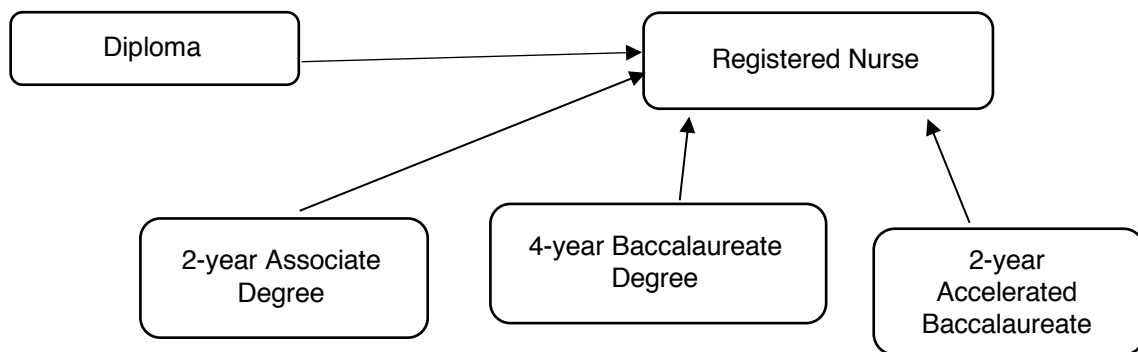 Diploma
Registered Nurse
2-year Associate
Degree
4-year Baccalaureate
Degree
2-year
Accelerated
Baccalaureate